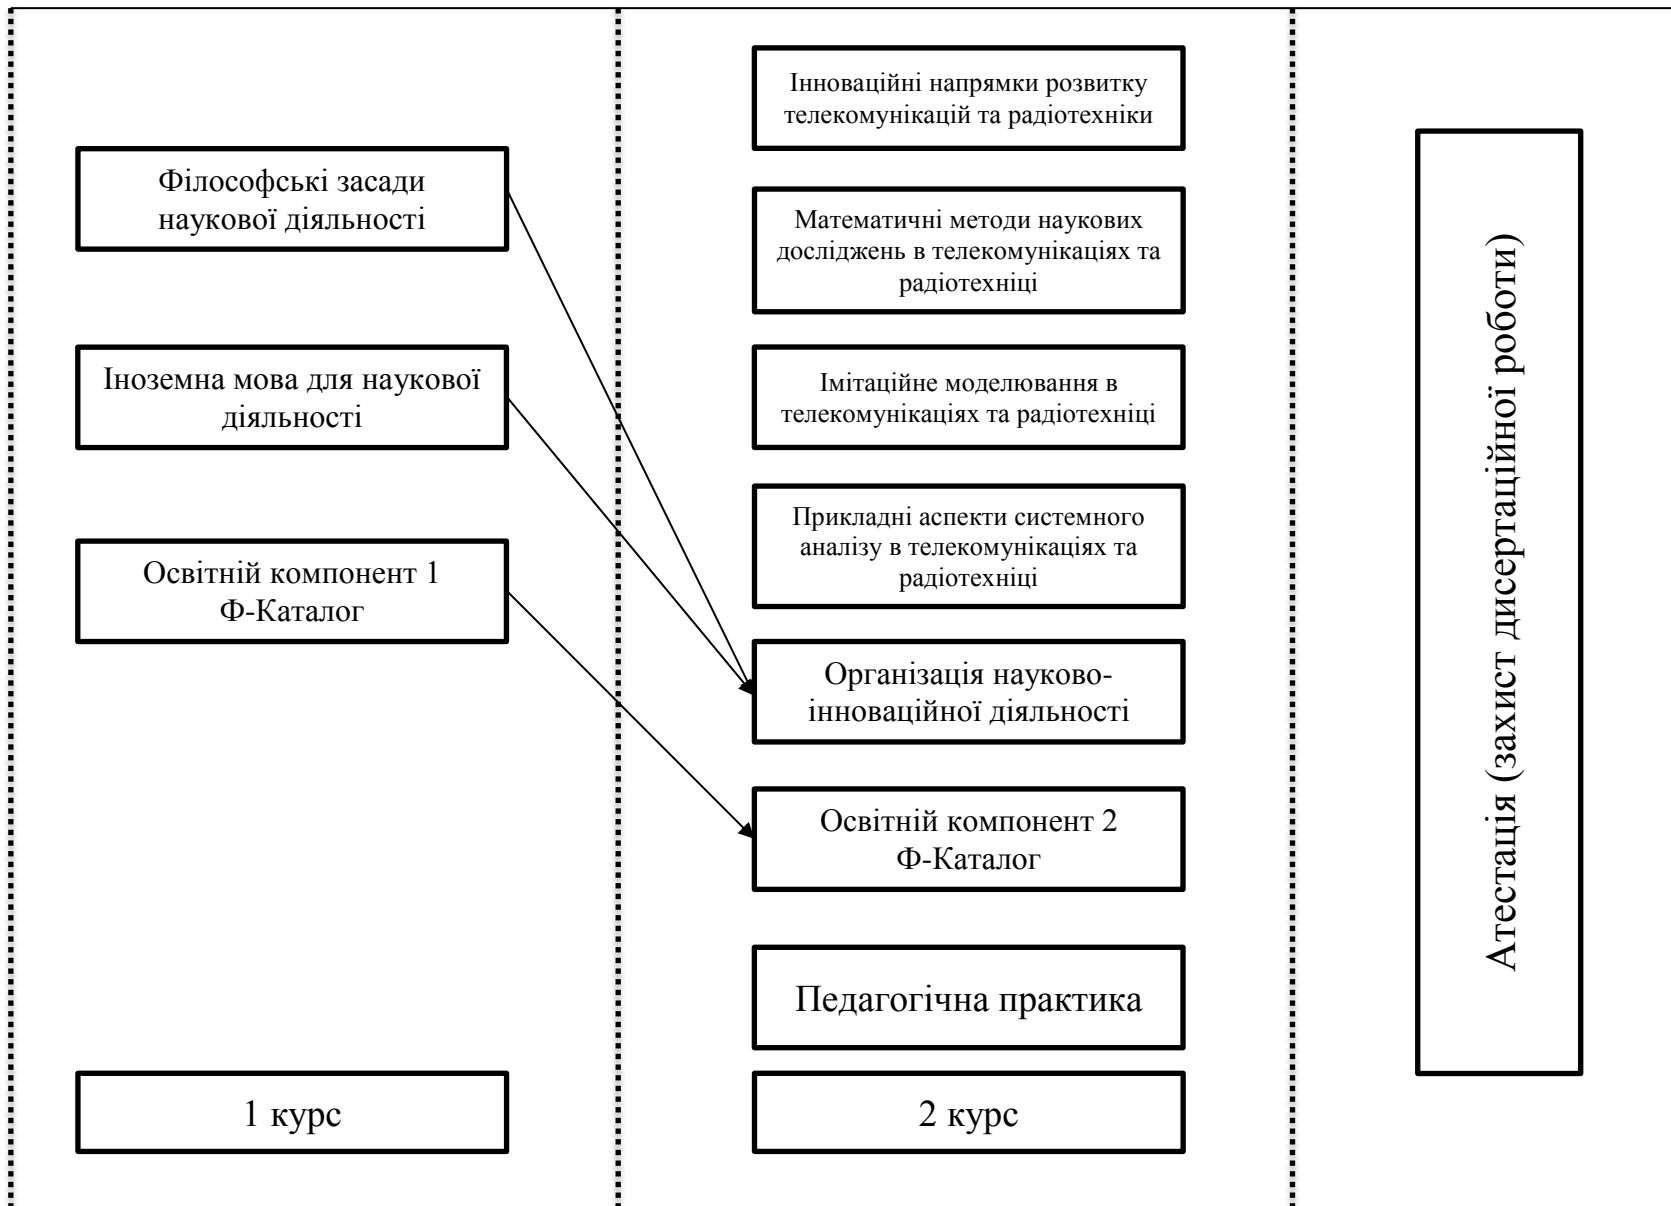 Філософські засади
наукової діяльності
Іноземна мова для наукової
діяльності
Освітній компонент 1
Ф-Каталог
1 курс
Інноваційні напрямки розвитку
телекомунікацій та радіотехніки
Математичні методи наукових
досліджень в телекомунікаціях та
радіотехніці
Імітаційне моделювання в
телекомунікаціях та радіотехніці
Прикладні аспекти системного
аналізу в телекомунікаціях та
радіотехніці
Організація науково-
інноваційної діяльності
Освітній компонент 2
Ф-Каталог
Педагогічна практика
2 курс
Атестація (захист дисертаційної роботи)